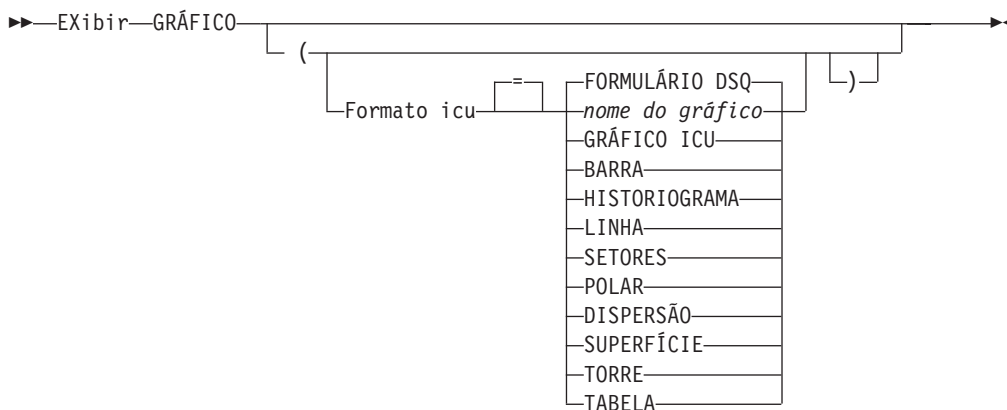 EXibir GRÁFICO
(
Formato icu = FORMULÁRIO DSQ )
nome do gráfico
GRÁFICO ICU
BARRA
HISTORIOGRAMA
LINHA
SETORES
POLAR
DISPERSÃO
SUPERFÍCIE
TORRE
TABELA